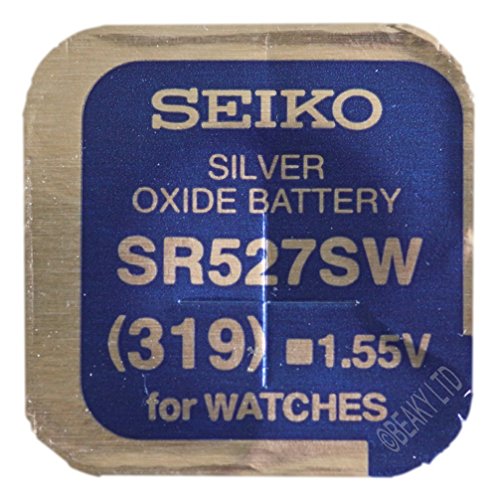 SEIKO
SILVER
OXIDE BATTERY
SR527SW
(319) ■1.55V
for WATCHES
©BEAKY LTD